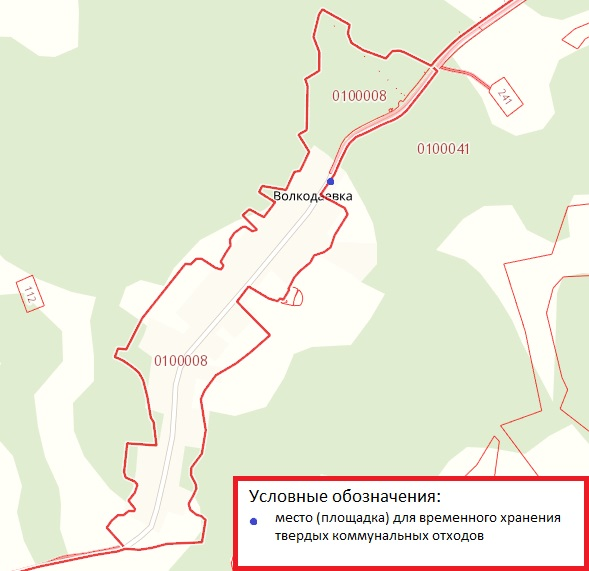 0100008
241
0100041
Волкодаевка
112
0100008
Условные обозначения:
место (площадка) для временного хранения
твердых коммунальных отходов